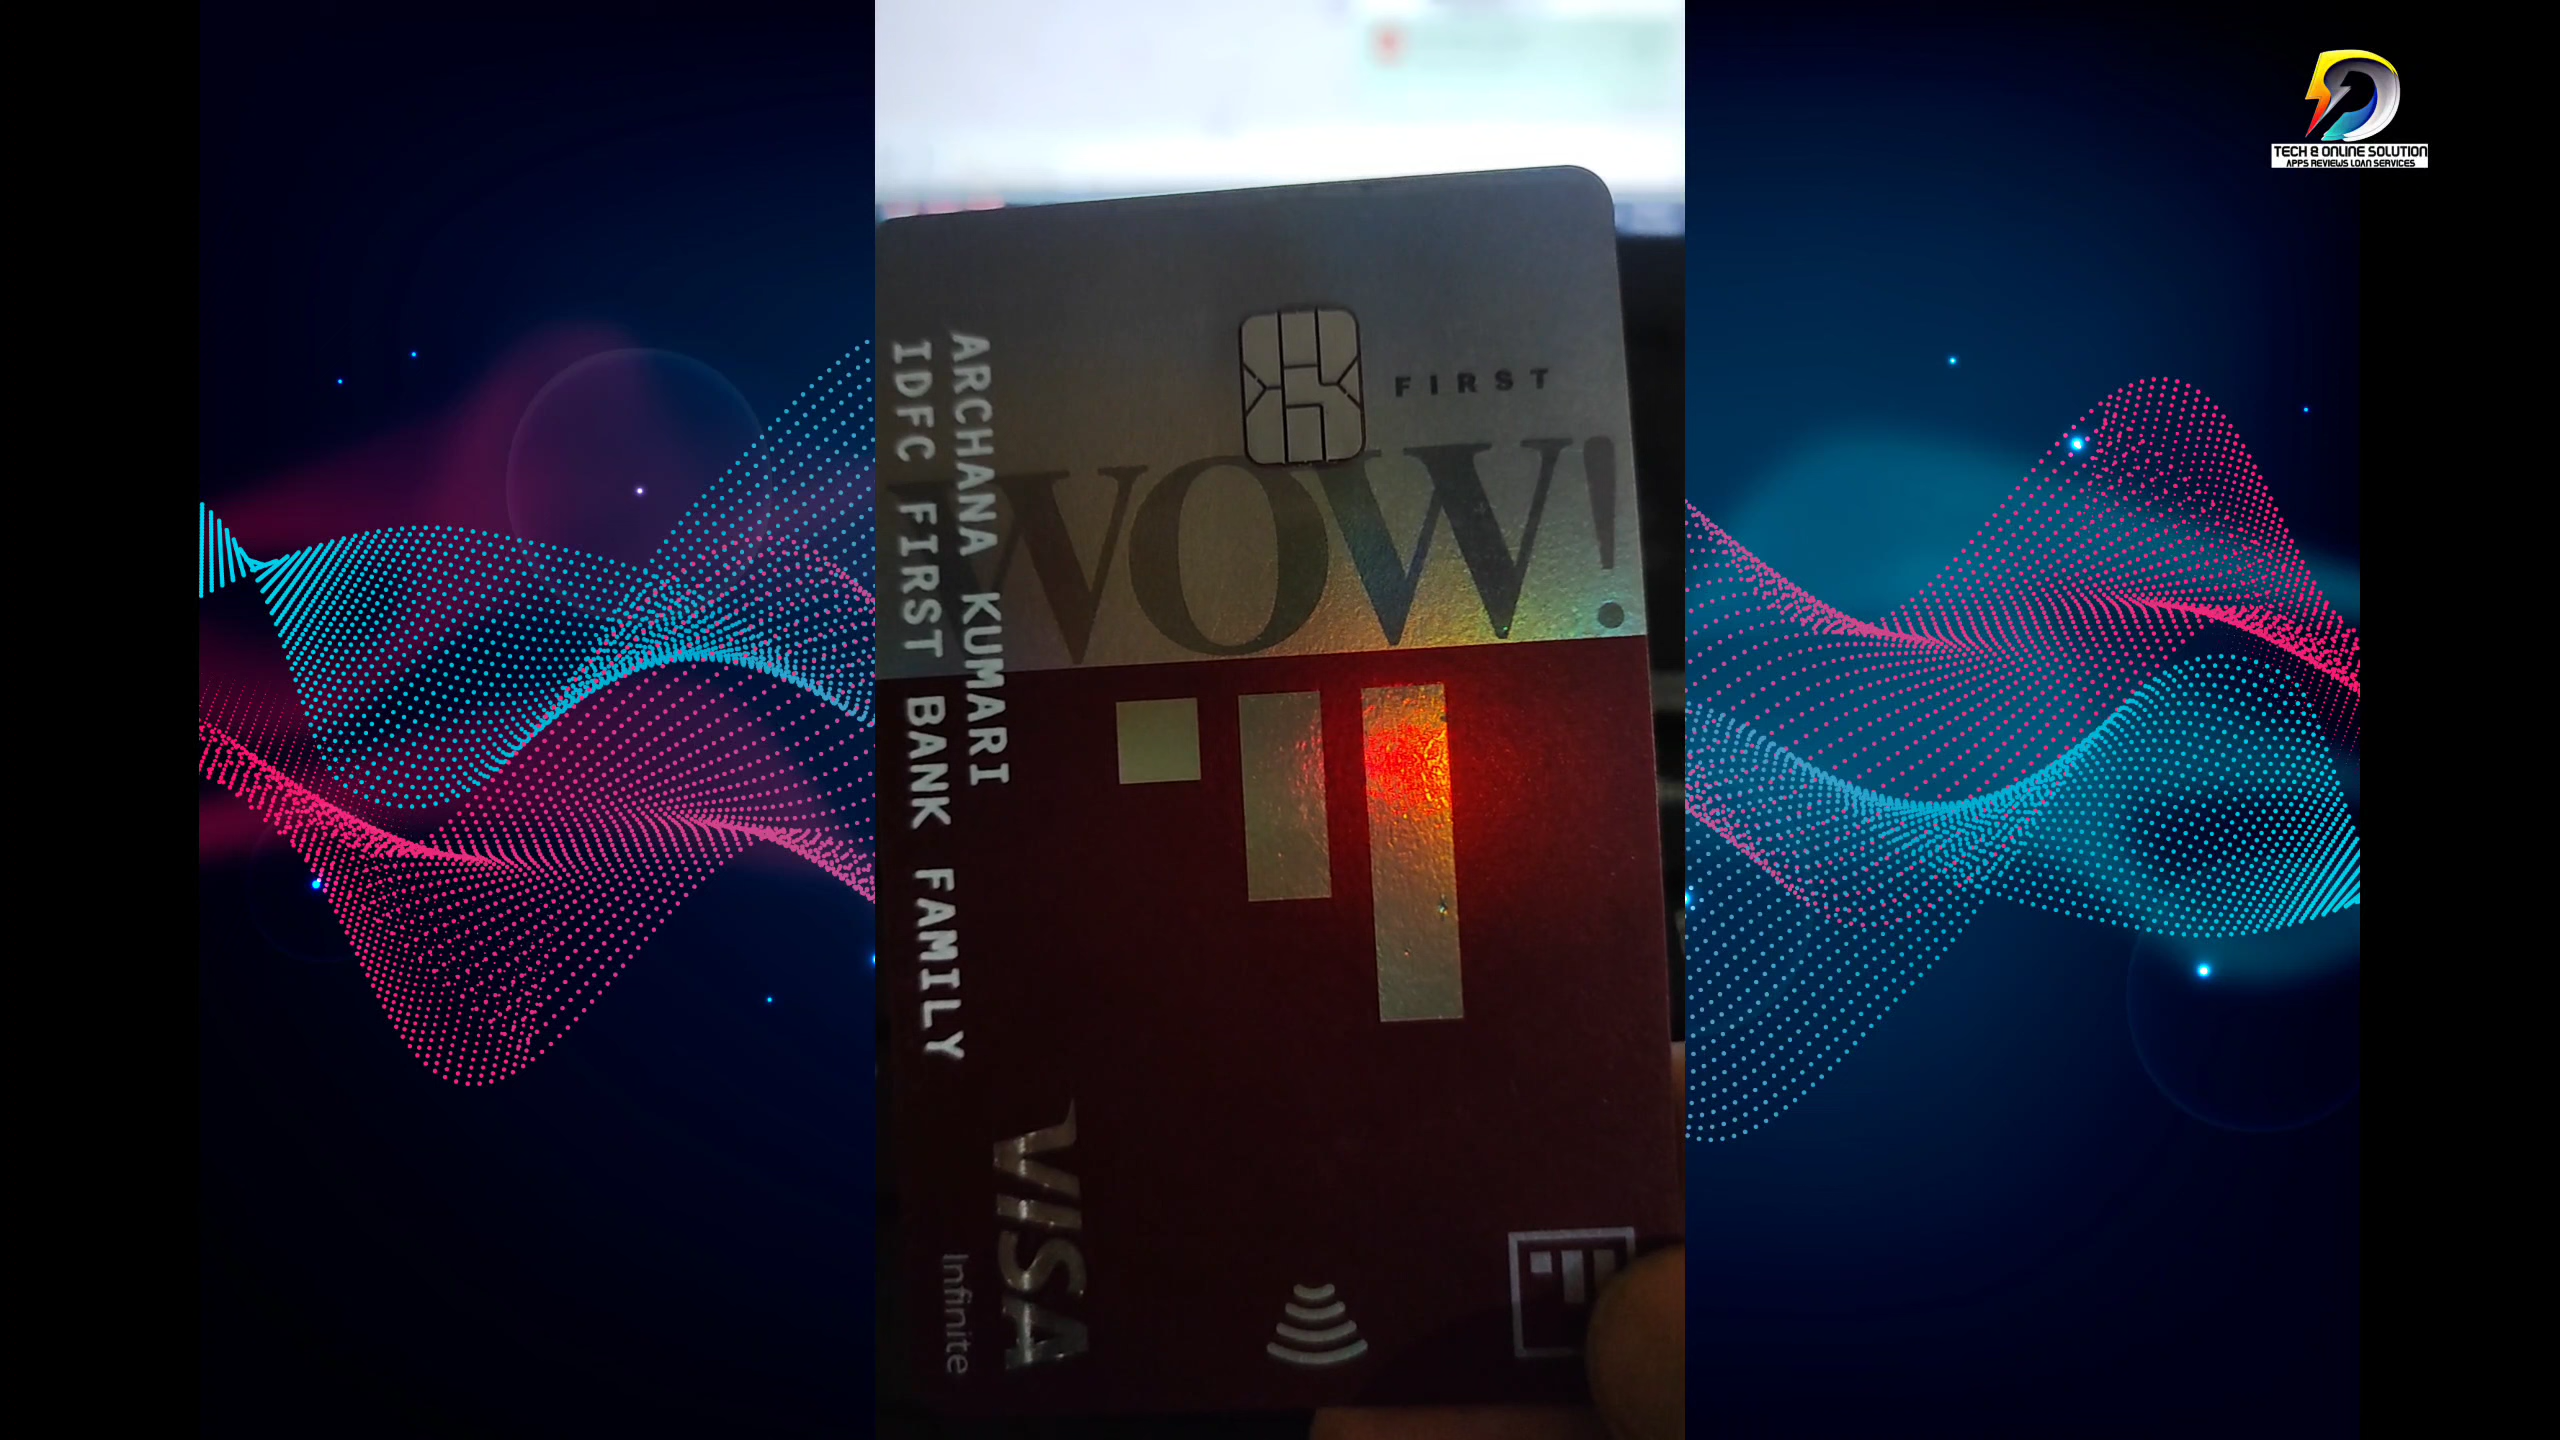 TECH & ONLINE SOLUTION
APPS REVIEWS LOAN SERVICES
FIRST
WOW!
ARCHANA KUMARI
IDFC FIRST BANK FAMILY
VISA
Infinite